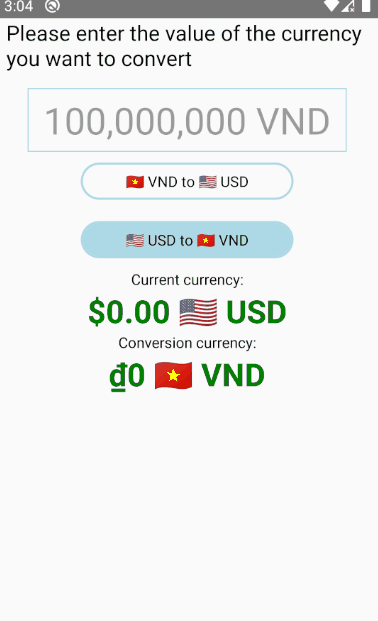 3:04
Please enter the value of the currency
you want to convert
100,000,000 VND
🇻🇳 VND to 🇺🇸 USD
🇺🇸 USD to 🇻🇳 VND
Current currency:
$0.00 🇺🇸 USD
Conversion currency:
₫0 🇻🇳 VND